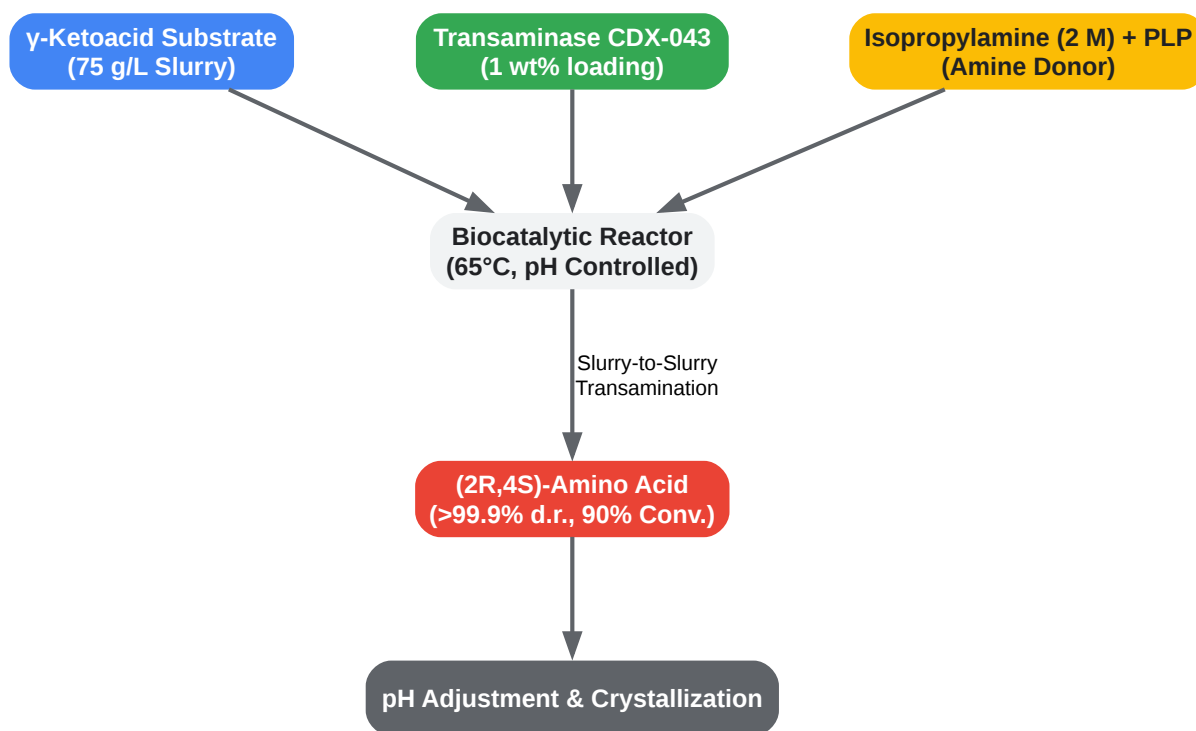 γ-Ketoacid Substrate
(75 g/L Slurry)
Transaminase CDX-043
(1 wt% loading)
Isopropylamine (2 M) + PLP
(Amine Donor)
Biocatalytic Reactor
(65°C, pH Controlled)
Slurry-to-Slurry
Transamination
(2R,4S)-Amino Acid
(>99.9% d.r., 90% Conv.)
pH Adjustment & Crystallization